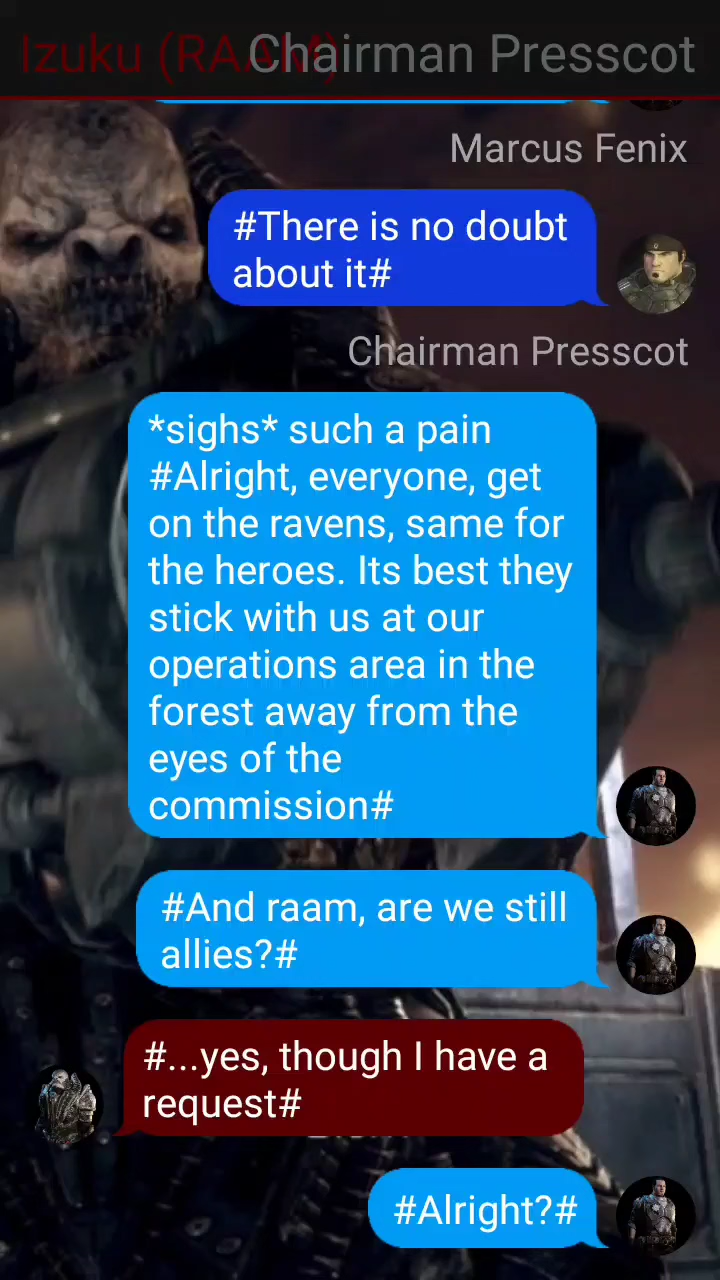 Izuku (RAAM)
Chairman Presscot
Marcus Fenix
#There is no doubt
about it#
Chairman Presscot
*sighs* such a pain
#Alright, everyone, get
on the ravens, same for
the heroes. Its best they
stick with us at our
operations area in the
forest away from the
eyes of the
commission#
#And raam, are we still
allies?#
#...yes, though I have a
request#
#Alright?#